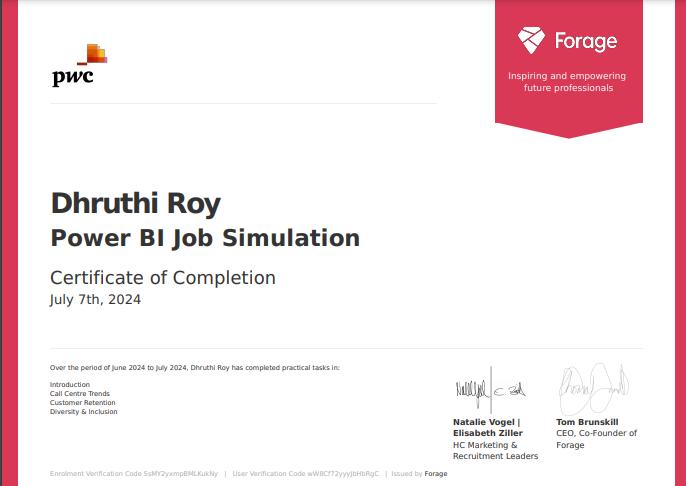 pwc
Forage
Inspiring and empowering
future professionals
Dhruthi Roy
Power BI Job Simulation
Certificate of Completion
July 7th, 2024
Over the period of June 2024 to July 2024, Dhruthi Roy has completed practical tasks in:
Introduction
Call Centre Trends
Customer Retention
Diversity & Inclusion
Natalie Vogel |
Elisabeth Ziller
HC Marketing &
Recruitment Leaders
Tom Brunskill
CEO, Co-Founder of
Forage
Enrolment Verification Code SsMY2yxmpBMLKukNy | User Verification Code wW8Cf72yyyJbHbRgC | Issued by Forage